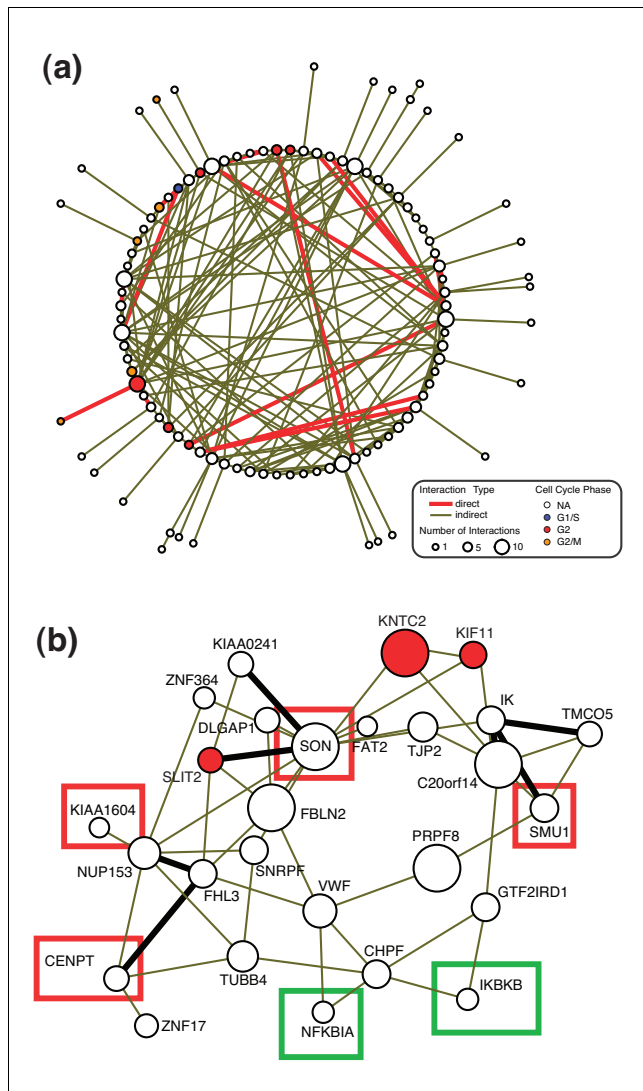 (a)
Interaction Type
direct
indirect
Number of Interactions
1 5 10
Cell Cycle Phase
NA
G1/S
G2
G2/M
(b)
KNTC2
KIF11
KIAA0241
ZNF364
DLGAP1
IK
TMCO5
SON
FAT2
TJP2
SLIT2
C20orf14
KIAA1604
FBLN2
SMU1
PRPF8
NUP153
SNRPF
FHL3
VWF
GTF2IRD1
CENPT
CHPF
TUBB4
IKBKB
ZNF17
NFKBIA